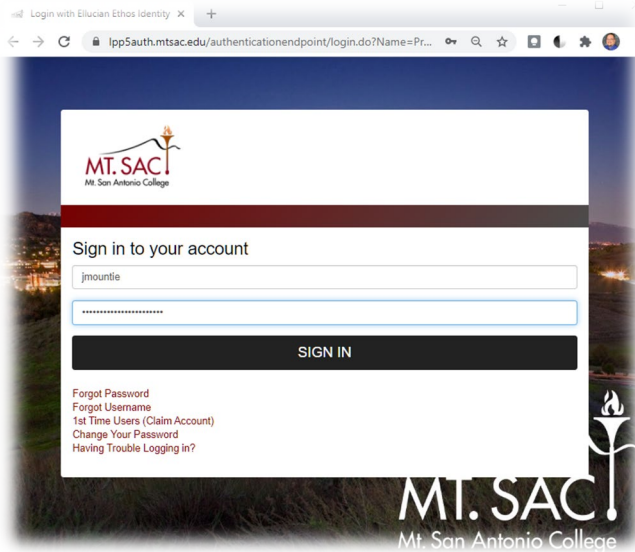 Login with Ellucian Ethos Identity
lpp5auth.mtsac.edu/authenticationendpoint/login.do?Name=Pr...
MT. SAC
Mt. San Antonio College
Sign in to your account
jmountie
SIGN IN
Forgot Password
Forgot Username
1st Time Users (Claim Account)
Change Your Password
Having Trouble Logging in?
MT. SAC
Mt. San Antonio College